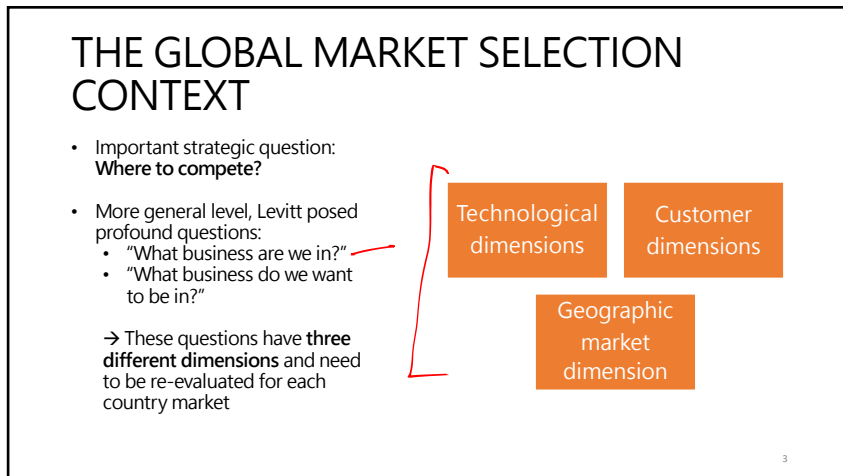 THE GLOBAL MARKET SELECTION
CONTEXT
• Important strategic question:
Where to compete?
• More general level, Levitt posed
profound questions:
• “What business are we in?”
• “What business do we want
to be in?”
→ These questions have three
different dimensions and need
to be re-evaluated for each
country market
Technological
dimensions
Customer
dimensions
Geographic
market
dimension
3